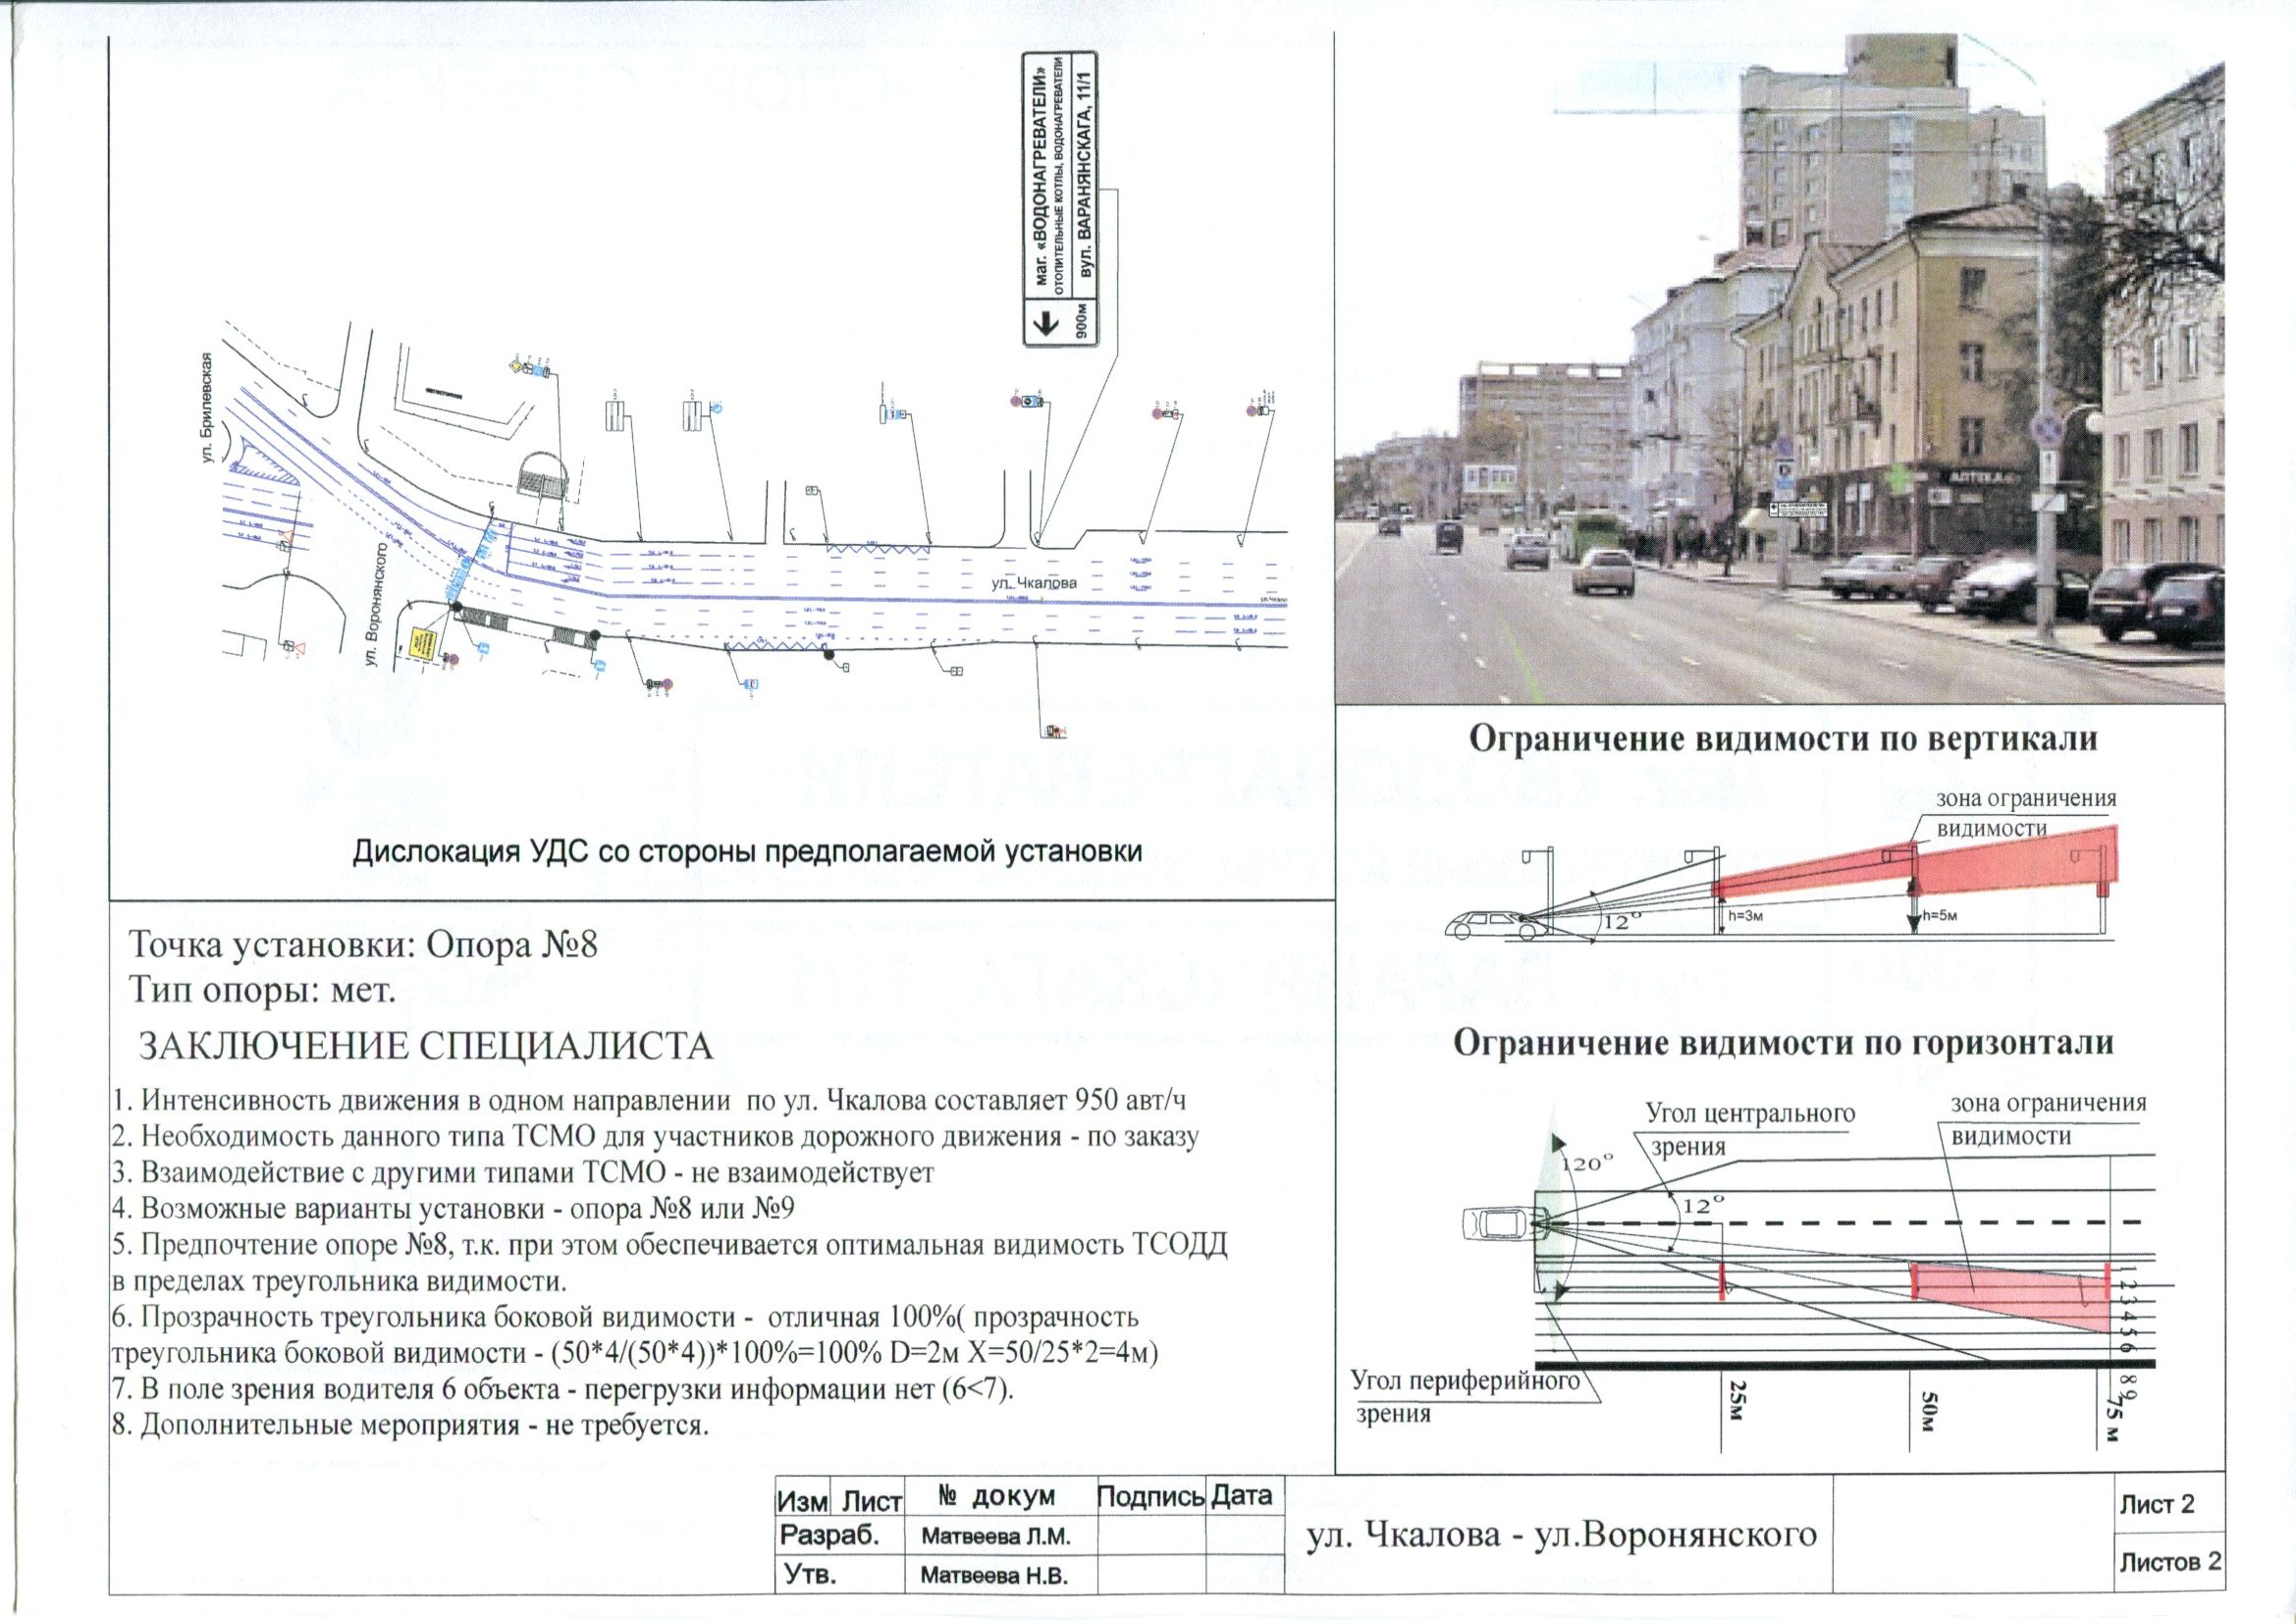 маг. «ВОДОНАГРЕВАТЕЛИ»
ОТОПИТЕЛЬНЫЕ КОТЛЫ, ВОДОНАГРЕВАТЕЛИ
900м вул. ВАРАНЯНСКАГА, 11/1
ул. Брилевская
ул. Воронянского
ул. Чкалова
Дислокация УДС со стороны предполагаемой установки
АПТЕКА
Ограничение видимости по вертикали
зона ограничения
видимости
12°
h=3м
h=5м
Ограничение видимости по горизонтали
Угол центрального
зрения
зона ограничения
видимости
120°
12°
1 2 3 4 5 6
8 9
Угол периферийного
зрения
25м
50м
75 м
Точка установки: Опора №8
Тип опоры: мет.
ЗАКЛЮЧЕНИЕ СПЕЦИАЛИСТА
1. Интенсивность движения в одном направлении по ул. Чкалова составляет 950 авт/ч
2. Необходимость данного типа ТСМО для участников дорожного движения - по заказу
3. Взаимодействие с другими типами ТСМО - не взаимодействует
4. Возможные варианты установки - опора №8 или №9
5. Предпочтение опоре №8, т.к. при этом обеспечивается оптимальная видимость ТСОДД
в пределах треугольника видимости.
6. Прозрачность треугольника боковой видимости - отличная 100%( прозрачность
треугольника боковой видимости - (50*4/(50*4))*100%=100% D=2м X=50/25*2=4м)
7. В поле зрения водителя 6 объекта - перегрузки информации нет (6<7).
8. Дополнительные мероприятия - не требуется.
Изм Лист № докум Подпись Дата
Разраб. Матвеева Л.М.
Утв. Матвеева Н.В.
ул. Чкалова - ул.Воронянского
Лист 2
Листов 2